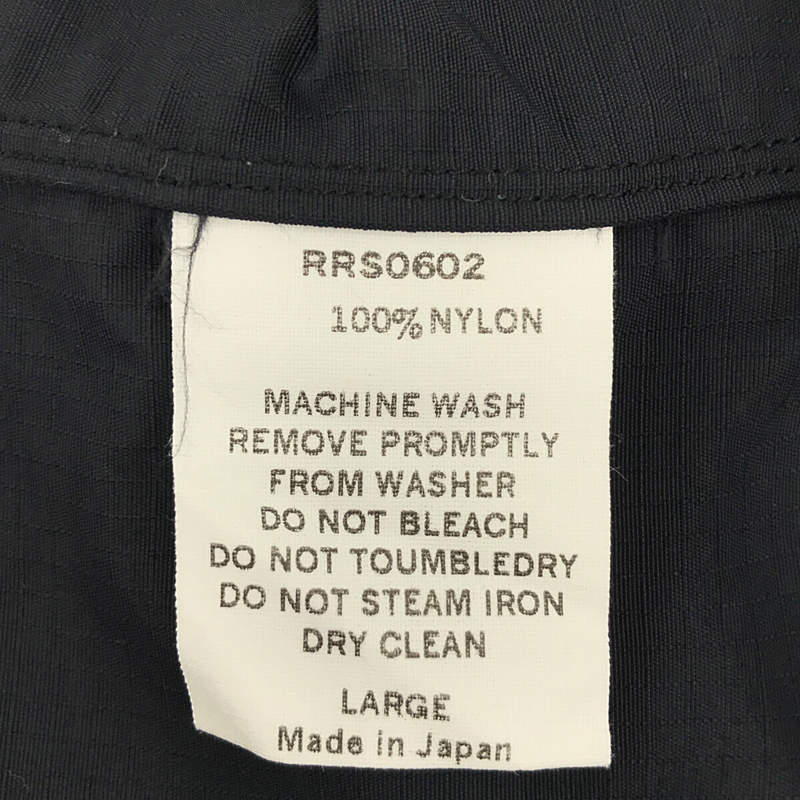 RRS0602
100% NYLON
MACHINE WASH
REMOVE PROMPTLY
FROM WASHER
DO NOT BLEACH
DO NOT TOUMBLEDRY
DO NOT STEAM IRON
DRY CLEAN
LARGE
Made in Japan